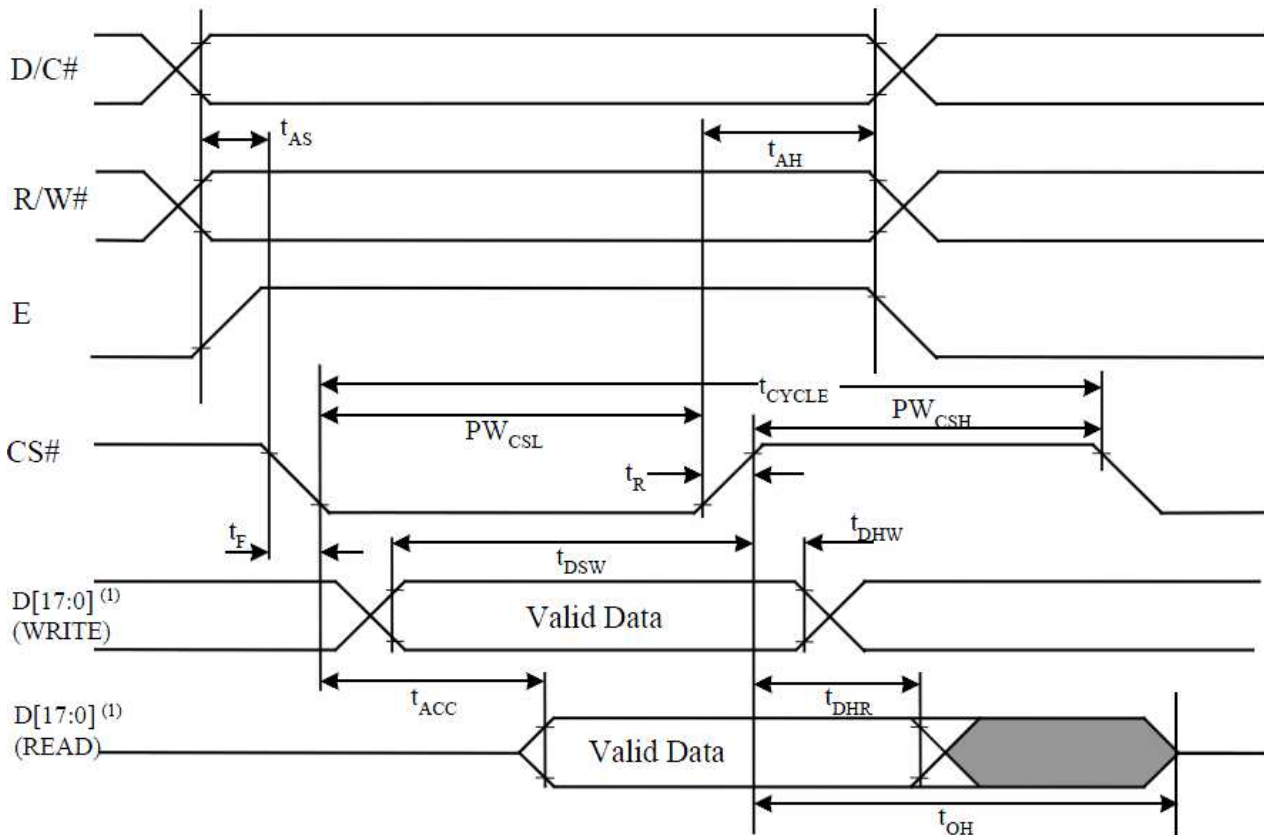 D/C#
tAS
tAH
R/W#
E
tCYCLE
PWCSL
PWCSH
CS#
tR
tF
tDHW
tDSW
D[17:0] (1)
(WRITE)
Valid Data
tACC
tDHR
D[17:0] (1)
(READ)
Valid Data
tOH